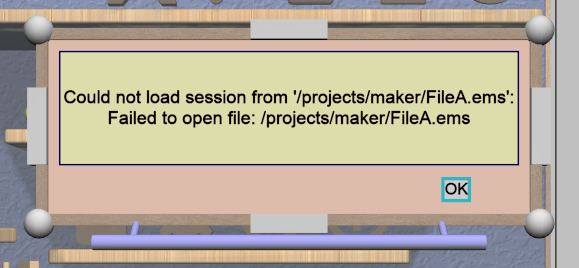 Could not load session from '/projects/maker/FileA.ems':
Failed to open file: /projects/maker/FileA.ems
OK